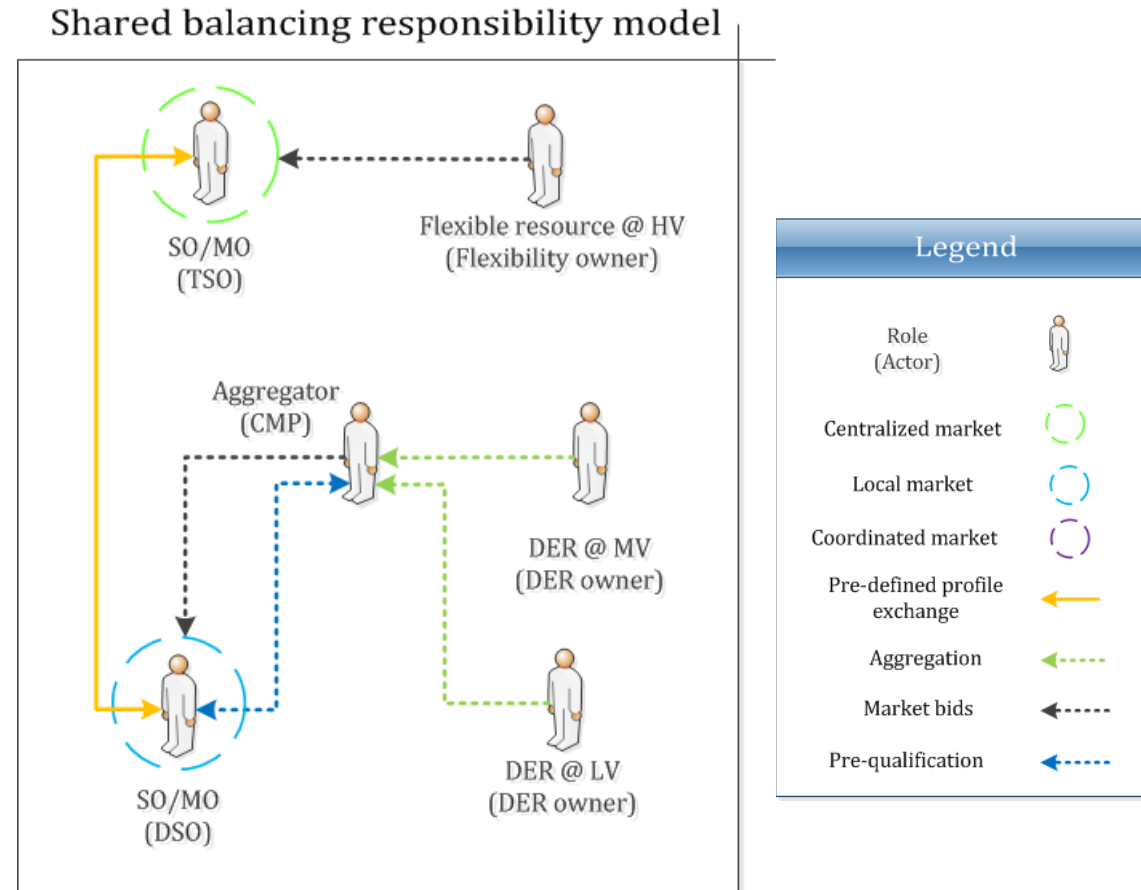 Shared balancing responsibility model
SO/MO
(TSO)
Flexible resource @ HV
(Flexibility owner)
Aggregator
(CMP)
DER @ MV
(DER owner)
DER @ LV
(DER owner)
SO/MO
(DSO)
Legend
Role
(Actor)
Centralized market
Local market
Coordinated market
Pre-defined profile
exchange
Aggregation
Market bids
Pre-qualification